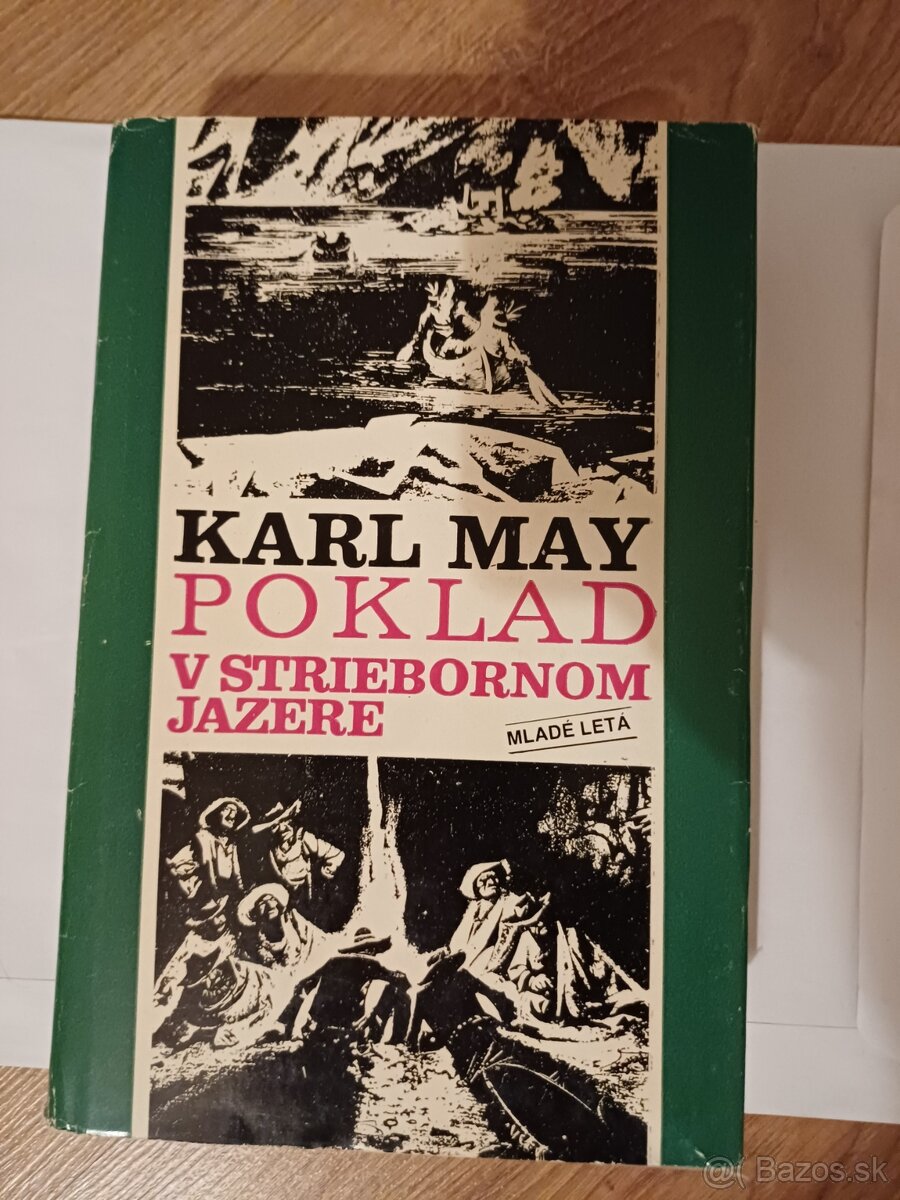 KARL MAY
POKLAD
V STRIEBORNOM
JAZERE
MLADÉ LETÁ
@( Bazos.sk